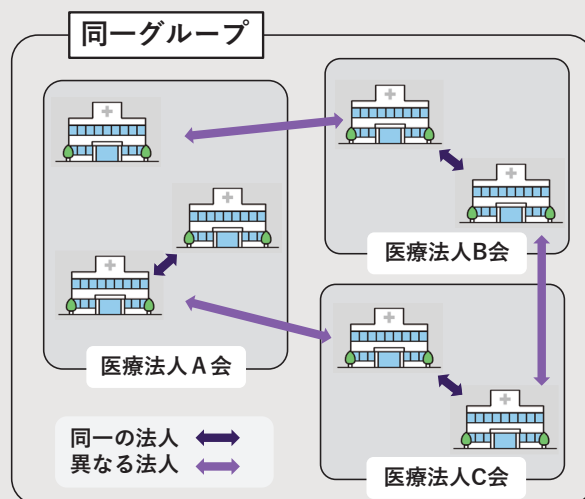 同一グループ
医療法人B会
医療法人A会
同一の法人
異なる法人
医療法人C会